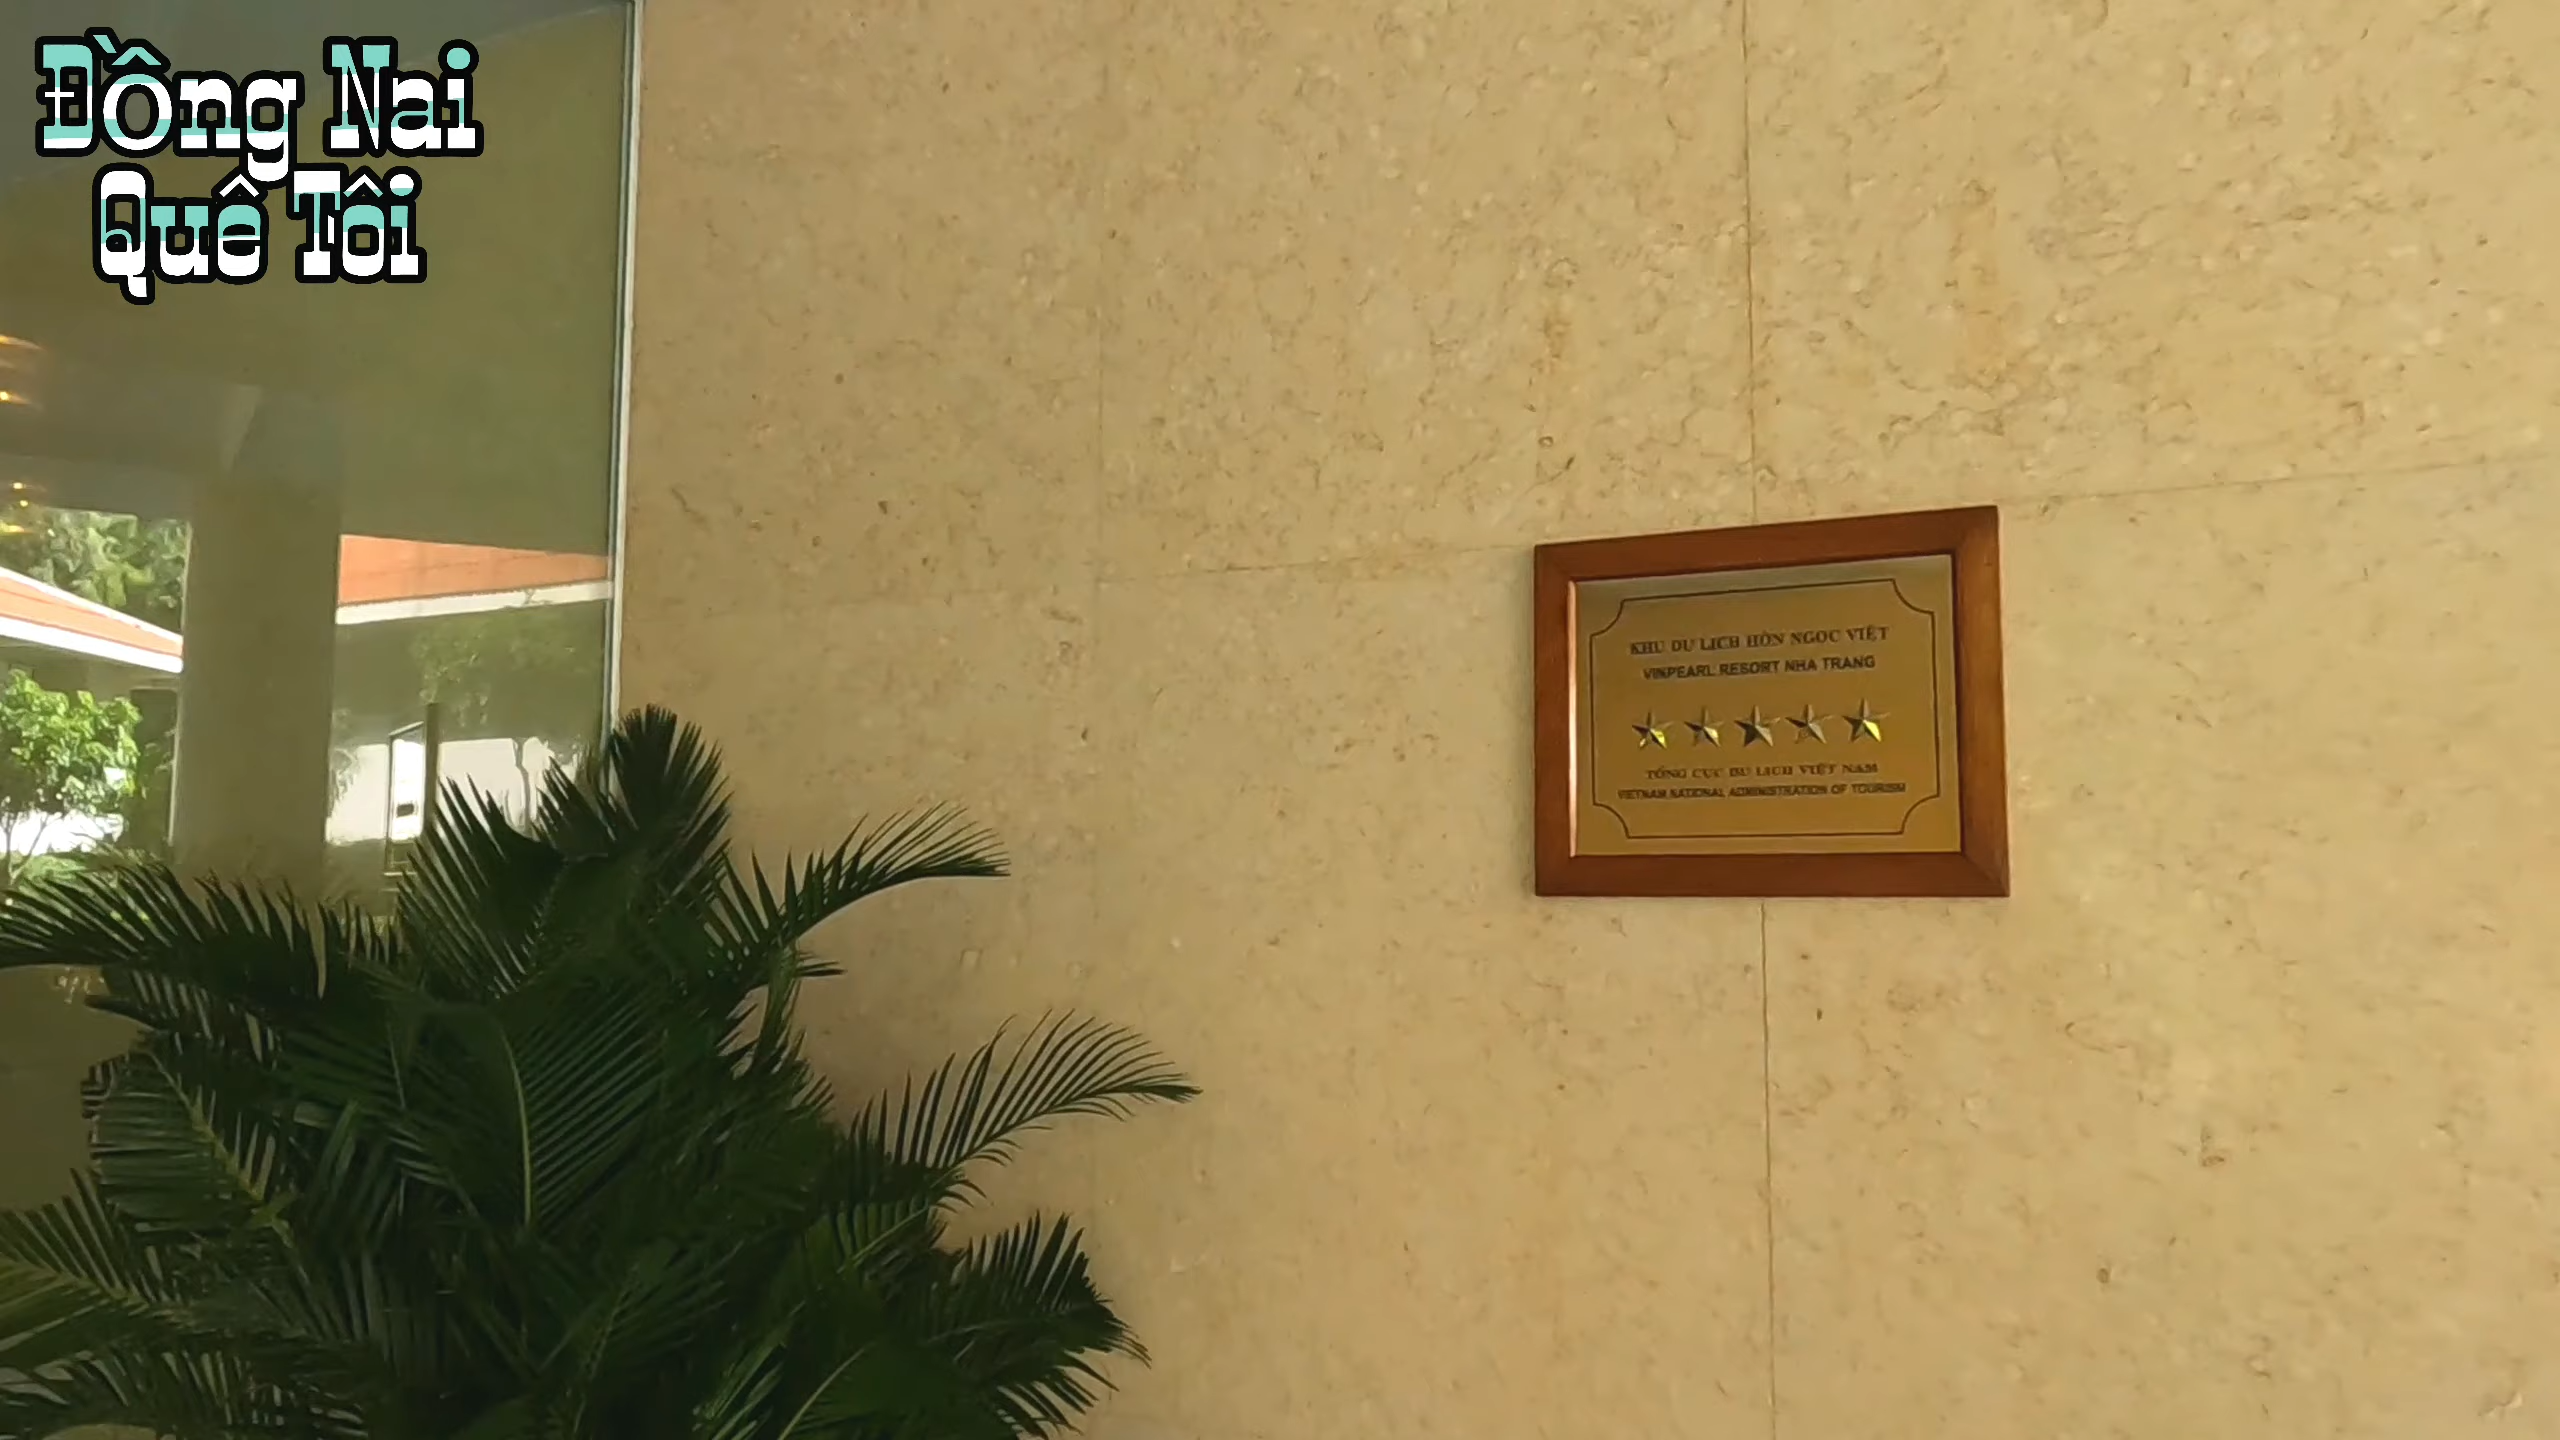 Đồng Nai
Quê Tôi
KHU DU LỊCH HÒN NGỌC VIỆT
VINPEARL RESORT NHA TRANG
TỔNG CỤC DU LỊCH VIỆT NAM
VIETNAM NATIONAL ADMINISTRATION OF TOURISM